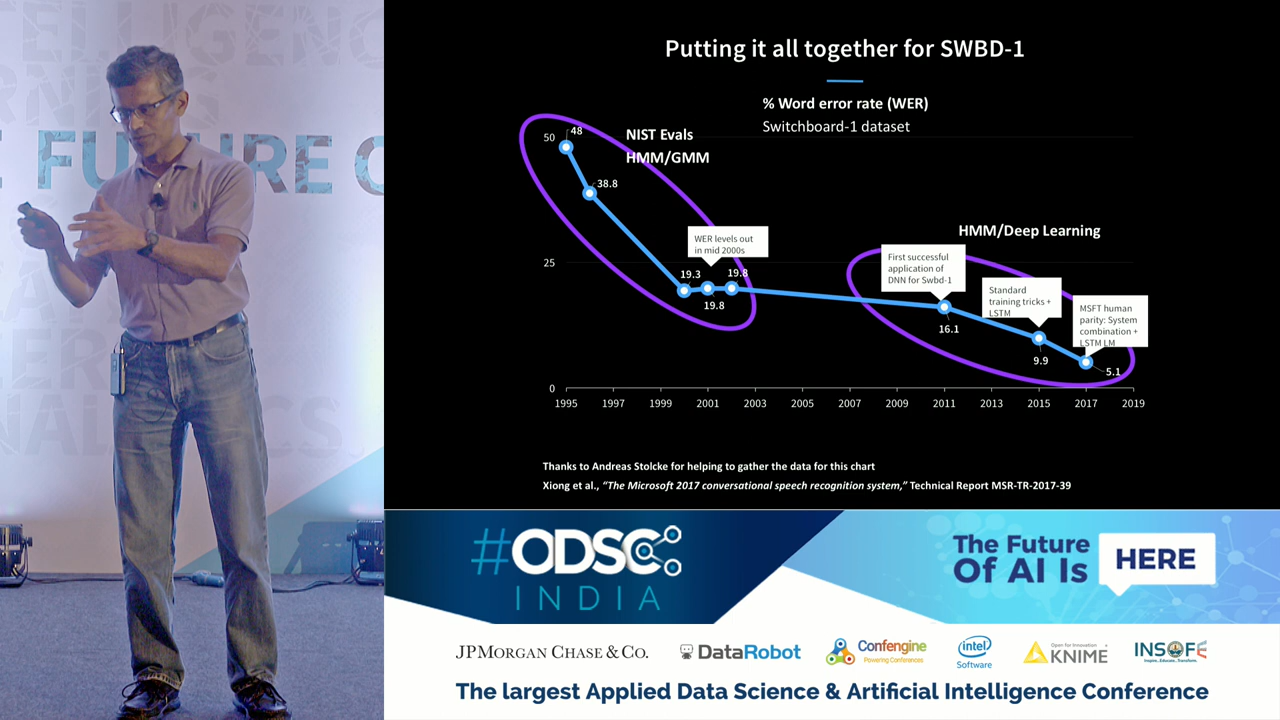 Putting it all together for SWBD-1
% Word error rate (WER)
Switchboard-1 dataset
NIST Evals
HMM/GMM
HMM/Deep Learning
50
25
0
48
38.8
19.3
19.8
19.8
16.1
9.9
5.1
WER levels out
in mid 2000s
First successful
application of
DNN for Swbd-1
Standard
training tricks +
LSTM
MSFT human
parity: System
combination +
LSTM LM
1995 1997 1999 2001 2003 2005 2007 2009 2011 2013 2015 2017 2019
Thanks to Andreas Stolcke for helping to gather the data for this chart
Xiong et al., “The Microsoft 2017 conversational speech recognition system,” Technical Report MSR-TR-2017-39
#ODSC
INDIA
The Future
Of AI Is HERE
JPMORGAN CHASE & CO.
DataRobot
Confengine
Powering Conferences
intel
Software
Open for Innovation
KNIME
INSOFE
Inspire...Educate...Transform.
The largest Applied Data Science & Artificial Intelligence Conference